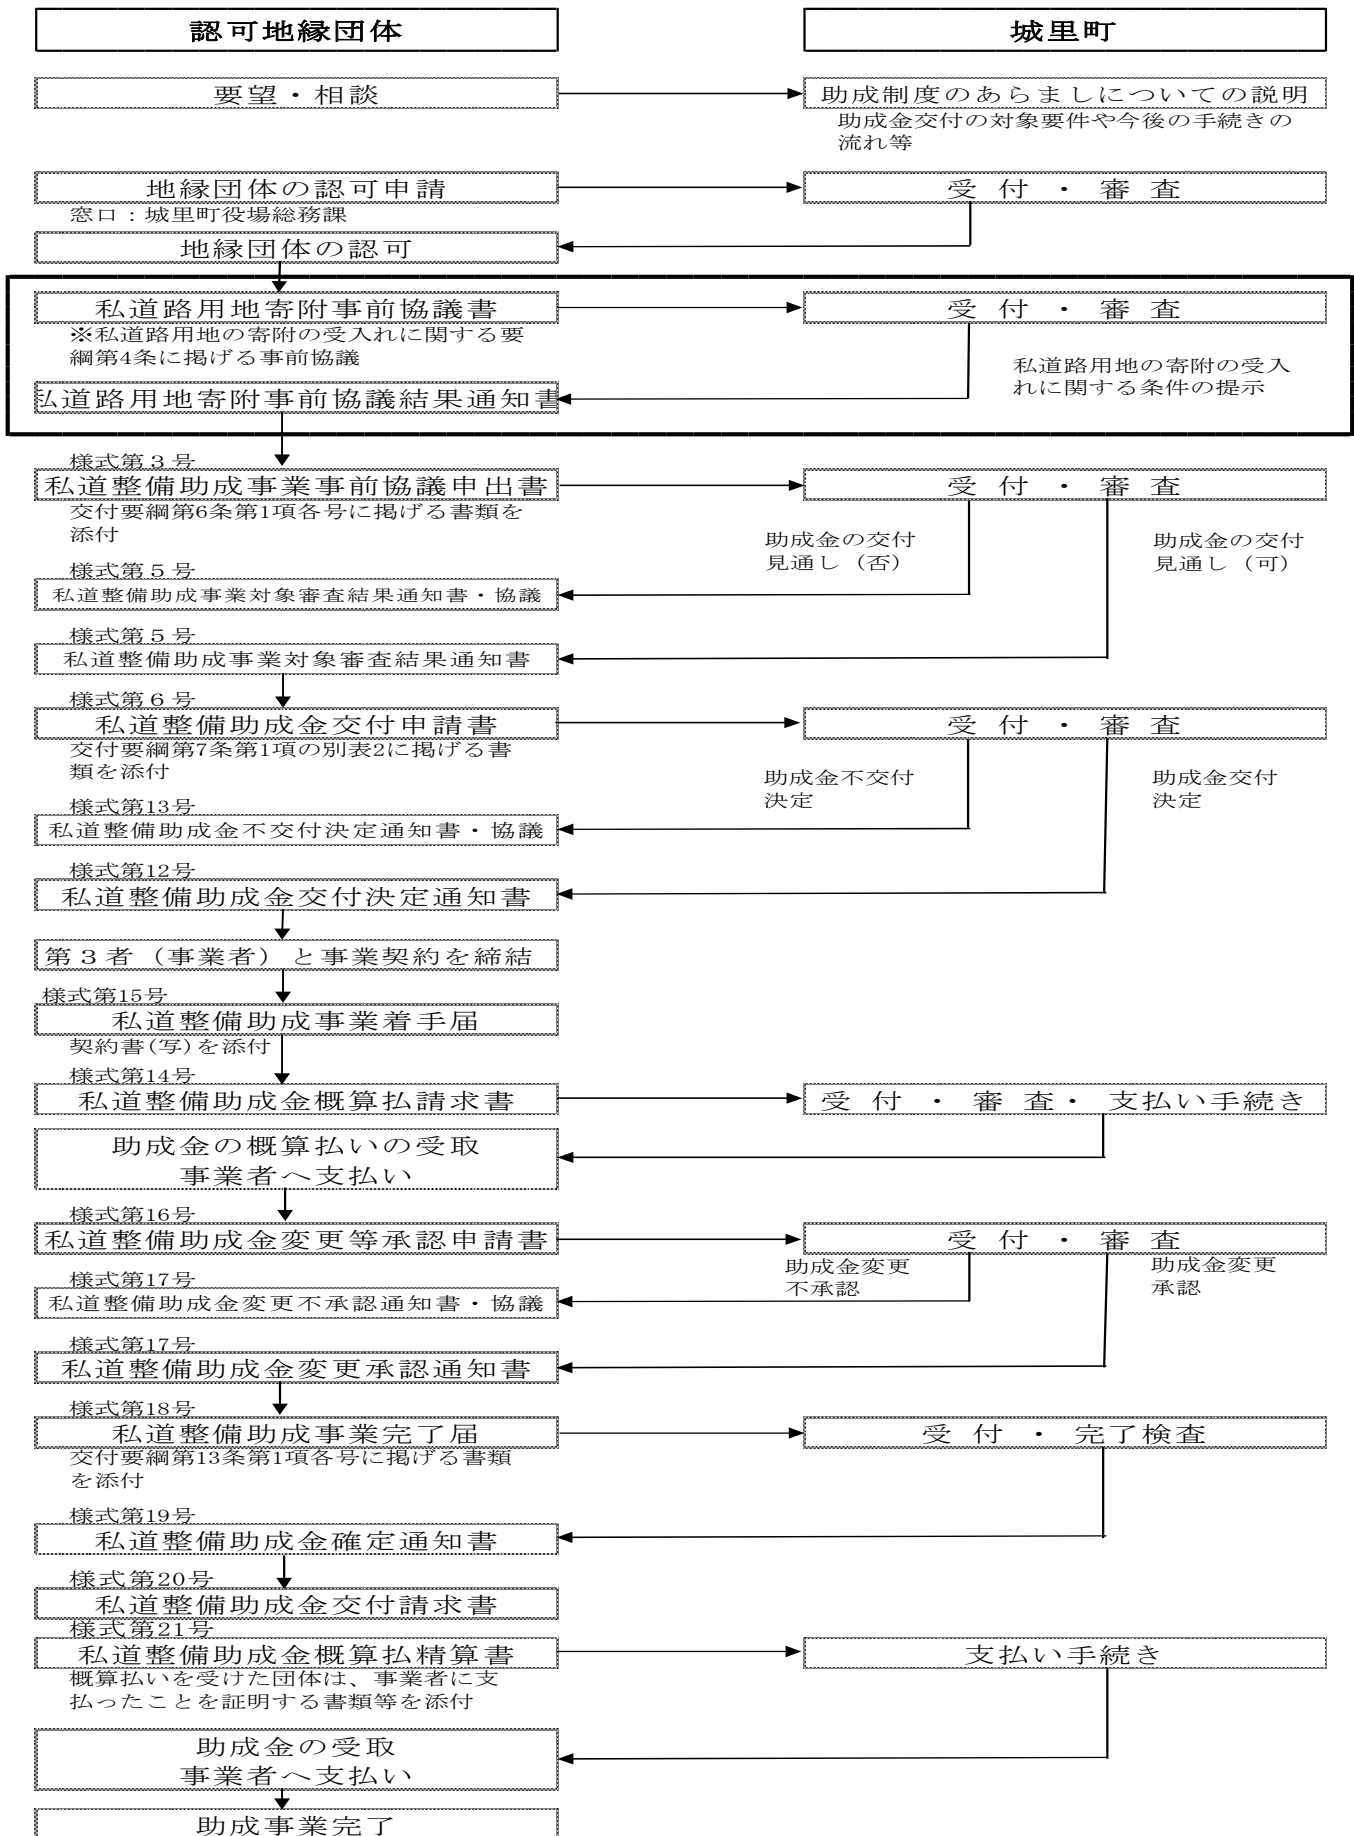 認可地縁団体
城里町
要望・相談
助成制度のあらましについての説明
助成金交付の対象要件や今後の手続きの
流れ等
地縁団体の認可申請
受　付　・　審　査
窓口：城里町役場総務課
地縁団体の認可
私道路用地寄附事前協議書
受　付　・　審　査
※私道路用地の寄附の受入れに関する要
綱第4条に掲げる事前協議
私道路用地の寄附の受入
れに関する条件の提示
私道路用地寄附事前協議結果通知書
様式第３号
私道整備助成事業事前協議申出書
受　付　・　審　査
交付要綱第6条第1項各号に掲げる書類を
添付
助成金の交付
見通し（否）
助成金の交付
見通し（可）
様式第５号
私道整備助成事業対象審査結果通知書・協議
様式第５号
私道整備助成事業対象審査結果通知書
様式第６号
私道整備助成金交付申請書
受　付　・　審　査
交付要綱第7条第1項の別表2に掲げる書
類を添付
助成金不交付
決定
助成金交付
決定
様式第13号
私道整備助成金不交付決定通知書・協議
様式第12号
私道整備助成金交付決定通知書
第３者（事業者）と事業契約を締結
様式第15号
私道整備助成事業着手届
契約書(写)を添付
様式第14号
私道整備助成金概算払請求書
受　付　・　審　査・　支払い手続き
助成金の概算払いの受取
事業者へ支払い
様式第16号
私道整備助成金変更等承認申請書
受　付　・　審　査
助成金変更
不承認
助成金変更
承認
様式第17号
私道整備助成金変更不承認通知書・協議
様式第17号
私道整備助成金変更承認通知書
様式第18号
私道整備助成事業完了届
受　付　・　完了検査
交付要綱第13条第1項各号に掲げる書類
を添付
様式第19号
私道整備助成金確定通知書
様式第20号
私道整備助成金交付請求書
様式第21号
私道整備助成金概算払精算書
支払い手続き
概算払いを受けた団体は、事業者に支
払ったことを証明する書類等を添付
助成金の受取
事業者へ支払い
助成事業完了